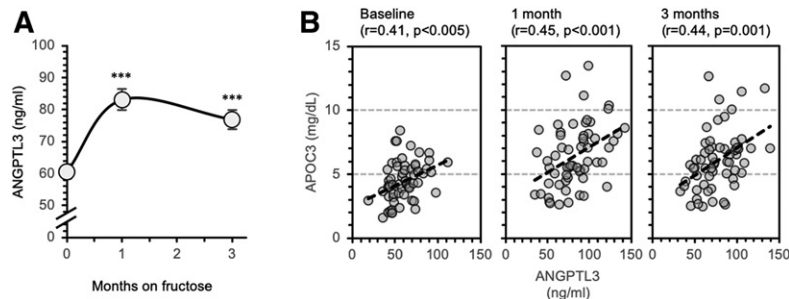 A
ANGPTL3 (ng/ml)
100
90
80
70
60
50
0
***
***
0 1 2 3
Months on fructose
B
Baseline
(r=0.41, p<0.005)
1 month
(r=0.45, p<0.001)
3 months
(r=0.44, p=0.001)
APOC3 (mg/dL)
15
10
5
0
0 50 100 150
0 50 100 150
0 50 100 150
ANGPTL3
(ng/ml)